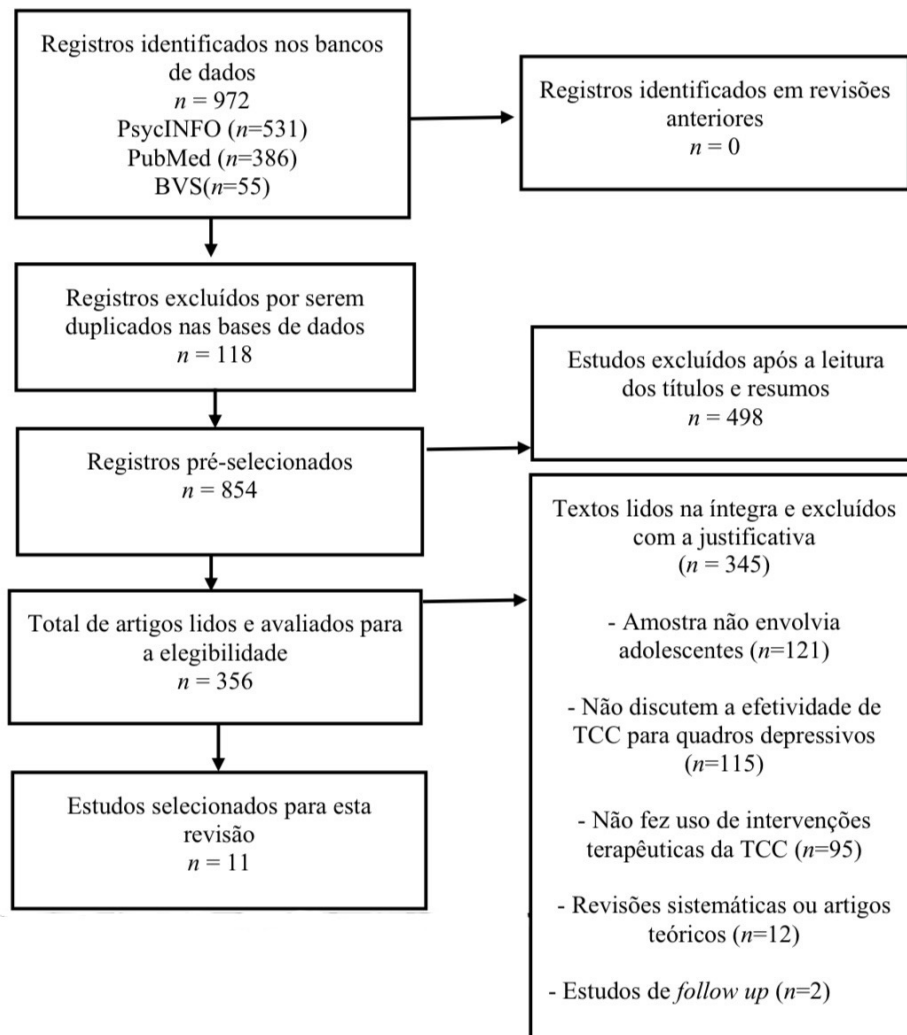 Registros identificados nos bancos
de dados
n = 972
PsycINFO (n=531)
PubMed (n=386)
BVS(n=55)
Registros identificados em revisões
anteriores
n = 0
Registros excluídos por serem
duplicados nas bases de dados
n = 118
Estudos excluídos após a leitura
dos títulos e resumos
n = 498
Registros pré-selecionados
n = 854
Textos lidos na íntegra e excluídos
com a justificativa
(n = 345)
- Amostra não envolvia
adolescentes (n=121)
- Não discutem a efetividade de
TCC para quadros depressivos
(n=115)
- Não fez uso de intervenções
terapêuticas da TCC (n=95)
- Revisões sistemáticas ou artigos
teóricos (n=12)
- Estudos de follow up (n=2)
Total de artigos lidos e avaliados para
a elegibilidade
n = 356
Estudos selecionados para esta
revisão
n = 11